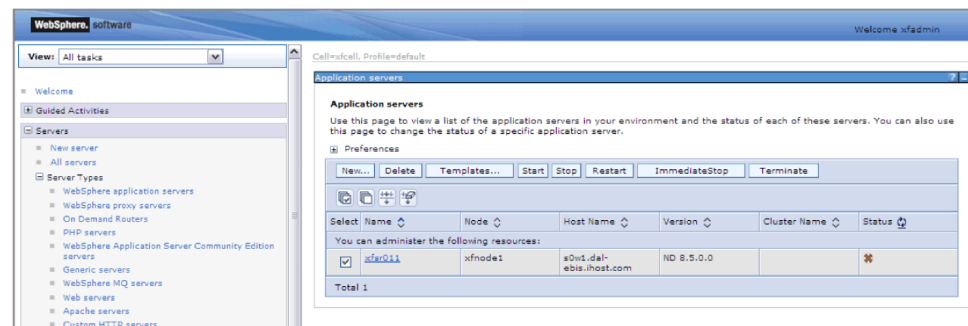 WebSphere. software
Welcome xfadmin
View: All tasks
Cell=xfcell, Profile=default
Welcome
Guided Activities
Servers
New server
All servers
Server Types
WebSphere application servers
WebSphere proxy servers
On Demand Routers
PHP servers
WebSphere Application Server Community Edition
servers
Generic servers
WebSphere MQ servers
Web servers
Apache servers
Custom HTTP servers
Application servers
? –
Application servers
Use this page to view a list of the application servers in your environment and the status of each of these servers. You can also use
this page to change the status of a specific application server.
Preferences
New... Delete Templates... Start Stop Restart ImmediateStop Terminate
Select Name Node Host Name Version Cluster Name Status
You can administer the following resources:
xfsr011 xfnode1 s0w1.dal- ND 8.5.0.0
ebis.ihost.com
Total 1